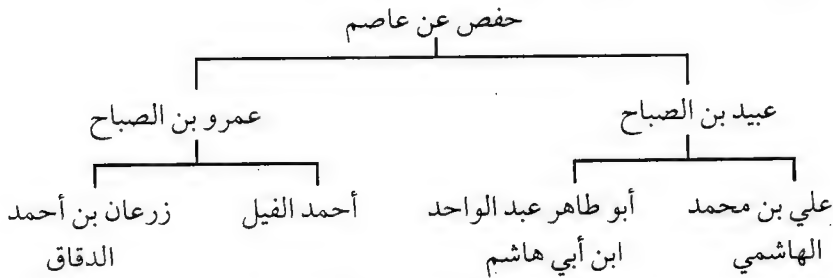 حفص عن عاصم
عبيد بن الصباح
عمرو بن الصباح
علي بن محمد
الهاشمي
أبو طاهر عبد الواحد
ابن أبي هاشم
أحمد الفيل
زرعان بن أحمد
الدقاق